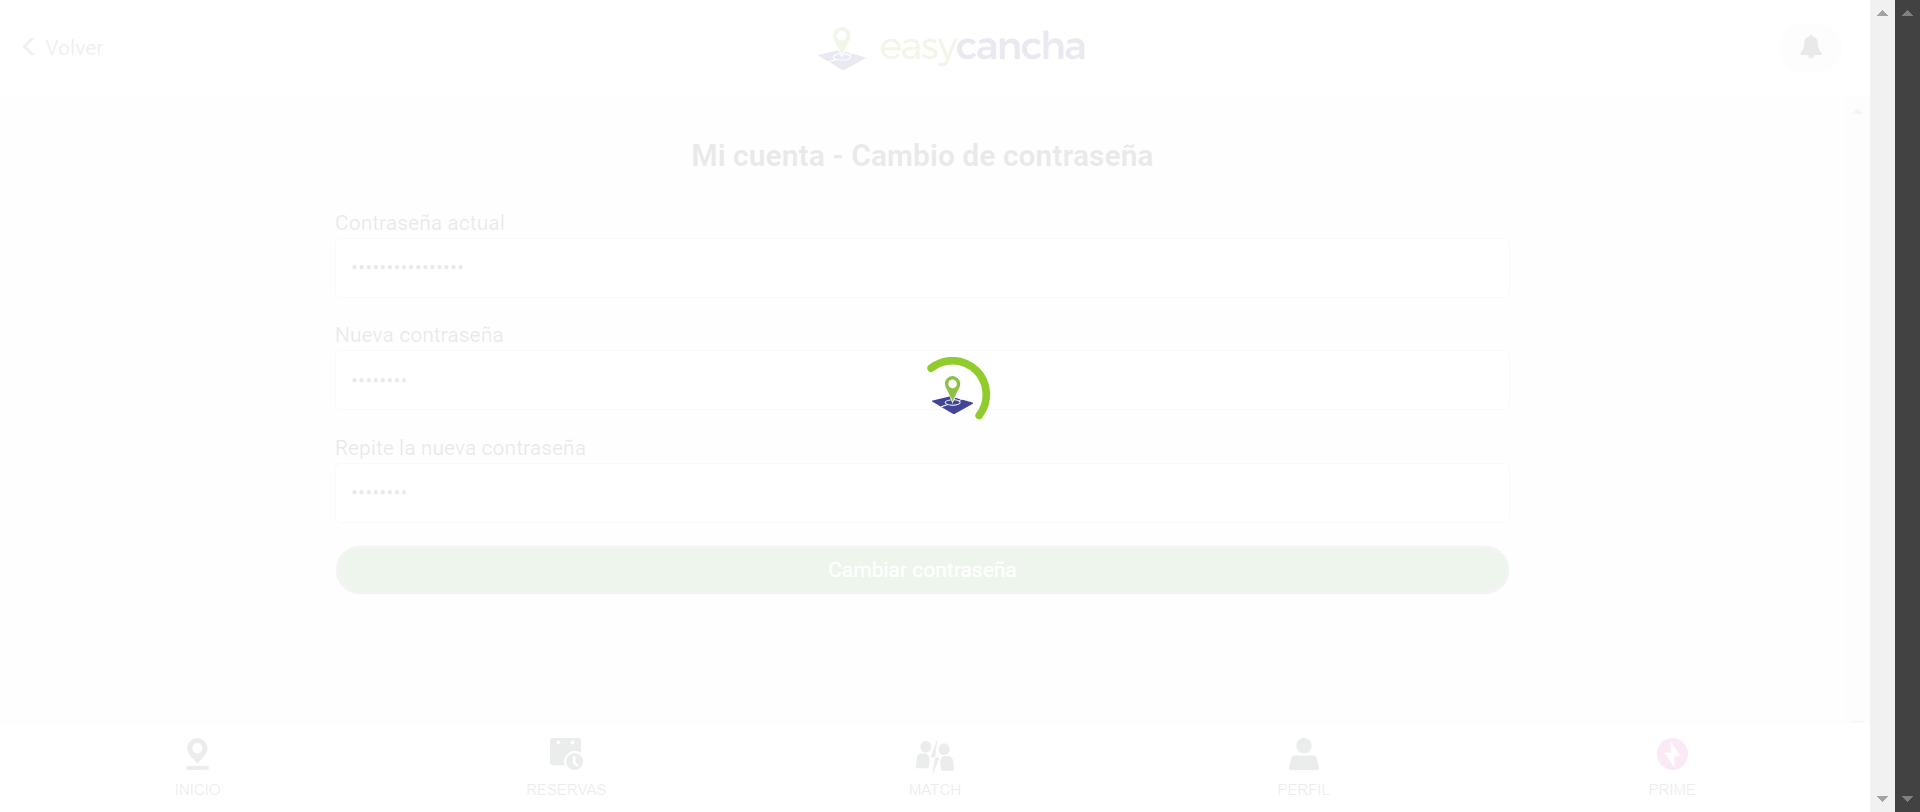 Volver
easycancha
Mi cuenta - Cambio de contraseña
Contraseña actual
••••••••••••••••
Nueva contraseña
••••••••
Repite la nueva contraseña
••••••••
Cambiar contraseña
INICIO
RESERVAS
MATCH
PERFIL
PRIME